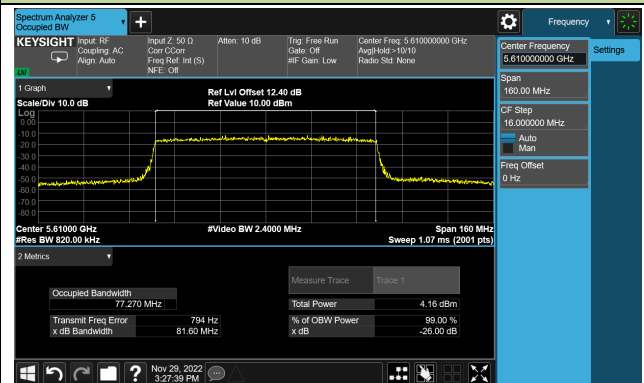 Spectrum Analyzer 5
Occupied BW
Frequency
KEYSIGHT
Input: RF
Coupling: AC
Align: Auto
Input Z: 50 Ω
Corr CCorr
Freq Ref: Int (S)
NFE: Off
Atten: 10 dB
Trig: Free Run
Gate: Off
#IF Gain: Low
Center Freq: 5.610000000 GHz
Avg|Hold:>10/10
Radio Std: None
Center Frequency
5.610000000 GHz
Settings
Span
160.00 MHz
CF Step
16.000000 MHz
Auto
Man
Freq Offset
0 Hz
LXI
1 Graph
Scale/Div 10.0 dB
Ref Lvl Offset 12.40 dB
Ref Value 10.00 dBm
Log
0.00
-10.0
-20.0
-30.0
-40.0
-50.0
-60.0
-70.0
-80.0
Center 5.61000 GHz
#Res BW 820.00 kHz
#Video BW 2.4000 MHz
Span 160 MHz
Sweep 1.07 ms (2001 pts)
2 Metrics
Measure Trace
Trace 1
Occupied Bandwidth
77.270 MHz
Total Power
4.16 dBm
Transmit Freq Error
794 Hz
% of OBW Power
99.00 %
x dB Bandwidth
81.60 MHz
x dB
-26.00 dB
Nov 29, 2022
3:27:39 PM